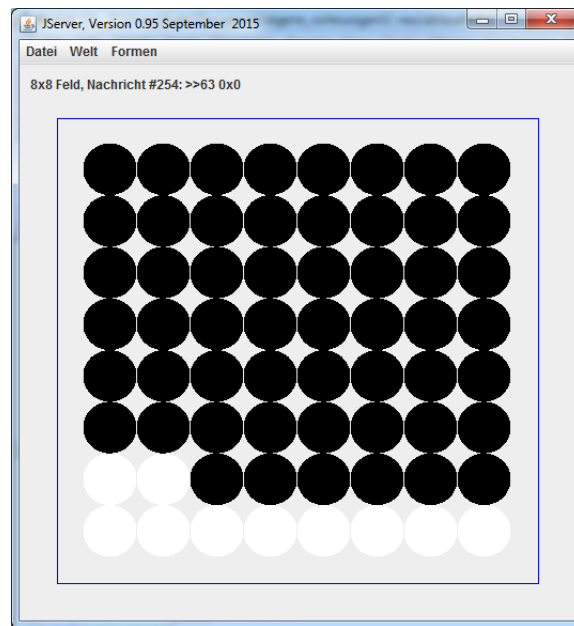 JServer, Version 0.95 September 2015
Datei Welt Formen
8x8 Feld, Nachricht #254: >>63 0x0